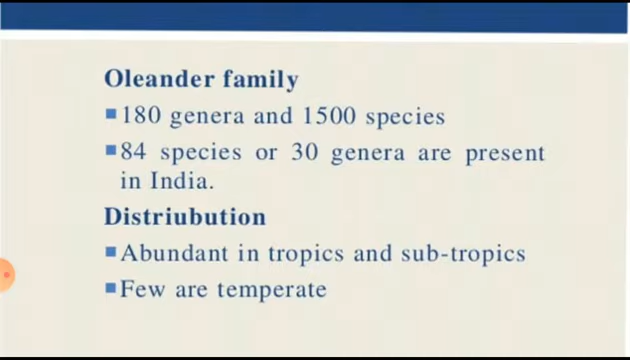 Oleander family
▪180 genera and 1500 species
▪84 species or 30 genera are present
in India.
Distriubution
▪Abundant in tropics and sub-tropics
▪Few are temperate